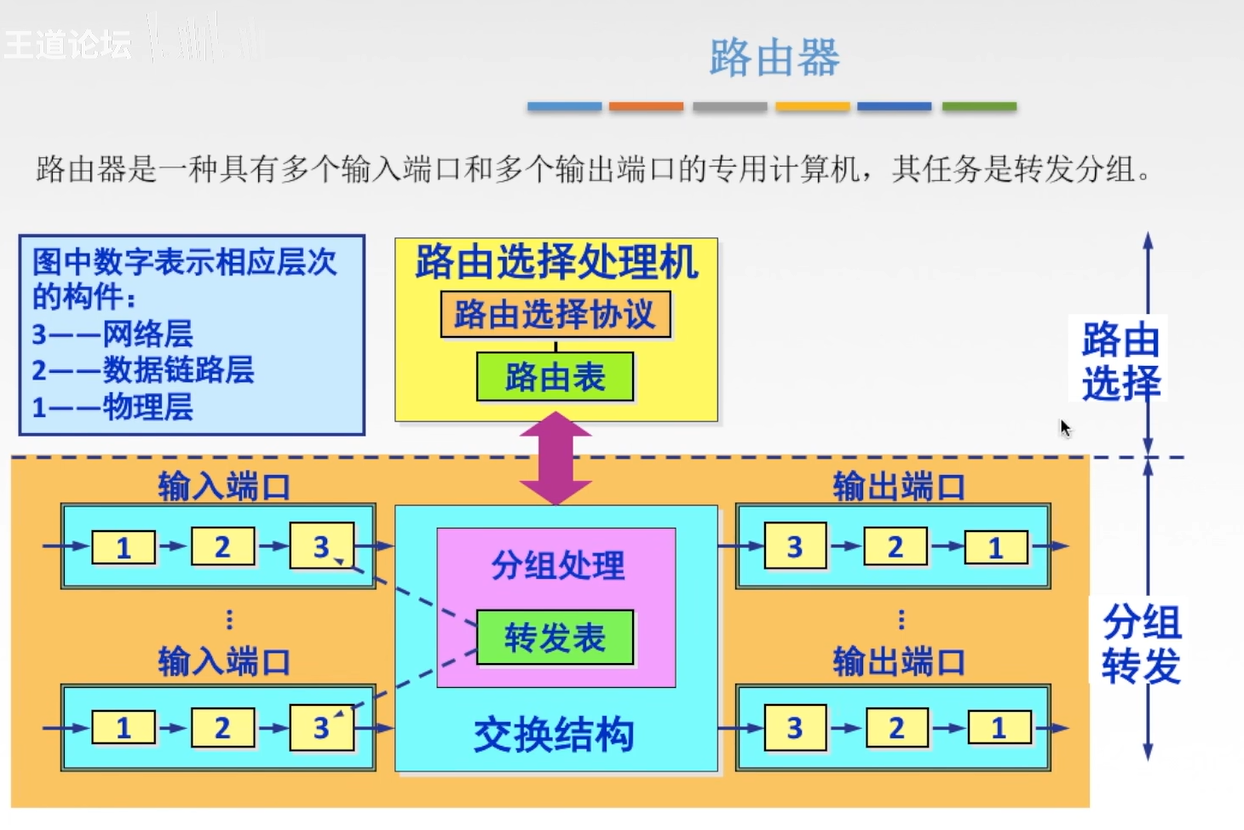 王道论坛
路由器
路由器是一种具有多个输入端口和多个输出端口的专用计算机，其任务是转发分组。
图中数字表示相应层次
的构件：
3——网络层
2——数据链路层
1——物理层
路由选择处理机
路由选择协议
路由表
路由
选择
输入端口
输出端口
1 2 3
3 2 1
分组处理
转发表
⋮
⋮
分组
转发
输入端口
输出端口
1 2 3
3 2 1
交换结构